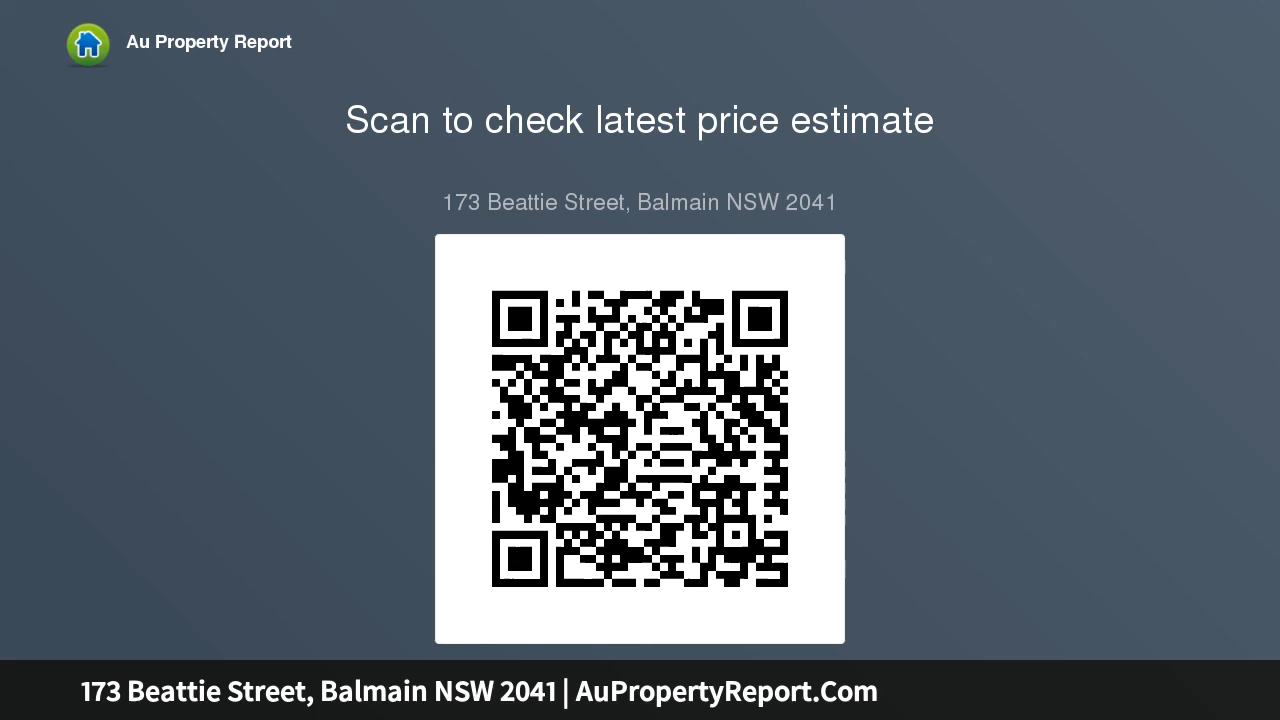 Au Property Report
Scan to check latest price estimate
173 Beattie Street, Balmain NSW 2041
173 Beattie Street, Balmain NSW 2041 | AuPropertyReport.Com